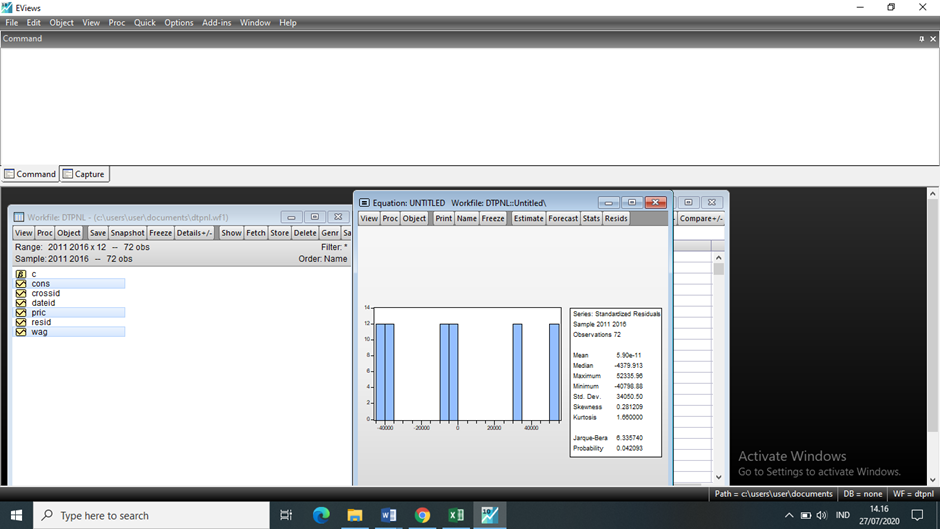 EViews
File Edit Object View Proc Quick Options Add-ins Window Help
Command
Command Capture
Workfile: DTPNL - (c:\users\user\documents\dtpnl.wf1)
View Proc Object Save Snapshot Freeze Details+/- Show Fetch Store Delete Genr Sa
Range: 2011 2016 x 12 -- 72 obs Filter: *
Sample: 2011 2016 -- 72 obs Order: Name
c
cons
crossid
dateid
pric
resid
wag
Equation: UNTITLED Workfile: DTPNL::Untitled\
View Proc Object Print Name Freeze Estimate Forecast Stats Resids
Compare+/-
14
12
10
8
6
4
2
0
-40000 -20000 0 20000 40000
Series: Standardized Residuals
Sample 2011 2016
Observations 72
Mean 5.90e-11
Median -4379.913
Maximum 52335.96
Minimum -40798.88
Std. Dev. 34050.50
Skewness 0.281209
Kurtosis 1.660000
Jarque-Bera 6.335740
Probability 0.042093
Activate Windows
Go to Settings to activate Windows.
Path = c:\users\user\documents DB = none WF = dtpnl
Type here to search
10
IND
14.16
27/07/2020